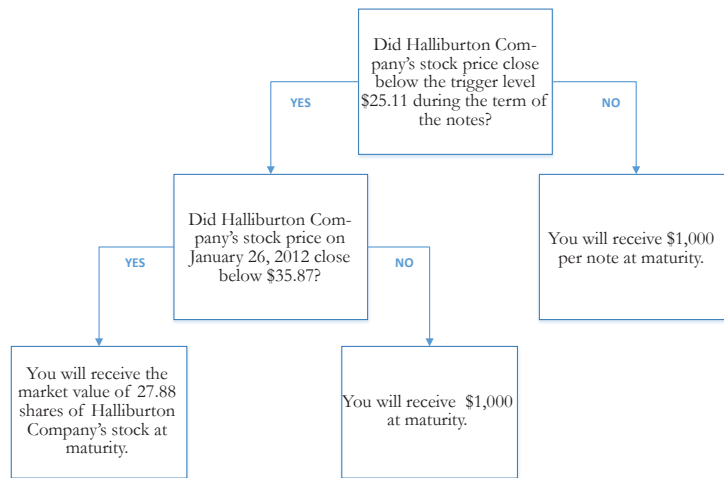 Did Halliburton Com-
pany's stock price close
below the trigger level
$25.11 during the term of
the notes?
YES
NO
Did Halliburton Com-
pany's stock price on
January 26, 2012 close
below $35.87?
You will receive $1,000
per note at maturity.
YES
NO
You will receive the
market value of 27.88
shares of Halliburton
Company's stock at
maturity.
You will receive $1,000
at maturity.